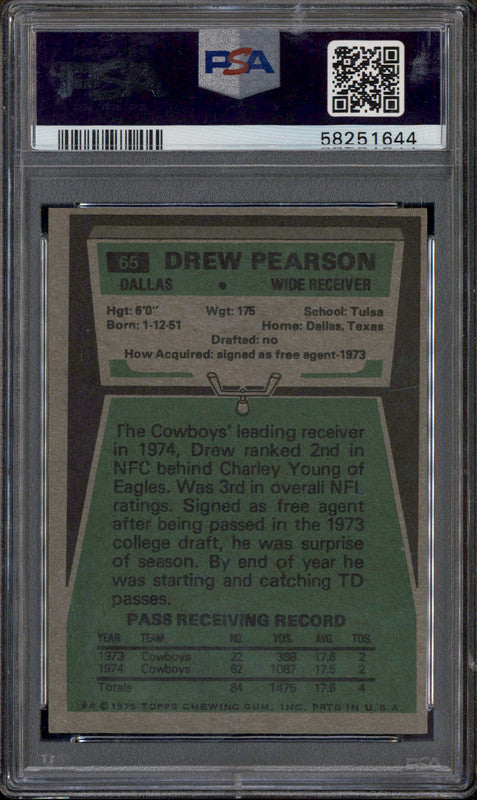 PSA
PSA
58251644
65 DREW PEARSON
DALLAS • WIDE RECEIVER
Hgt: 6'0" Wgt: 175 School: Tulsa
Born: 1-12-51 Home: Dallas, Texas
Drafted: no
How Acquired: signed as free agent-1973
The Cowboys' leading receiver
in 1974, Drew ranked 2nd in
NFC behind Charley Young of
Eagles. Was 3rd in overall NFL
ratings. Signed as free agent
after being passed in the 1973
college draft, he was surprise
of season. By end of year he
was starting and catching TD
passes.
PASS RECEIVING RECORD
YEAR TEAM NO. YDS. AVG. TDS.
1973 Cowboys 22 388 17.6 2
1974 Cowboys 62 1087 17.5 2
Totals 84 1475 17.6 4
** © 1975 TOPPS CHEWING GUM, INC. PRTD IN U.S.A.
PSA